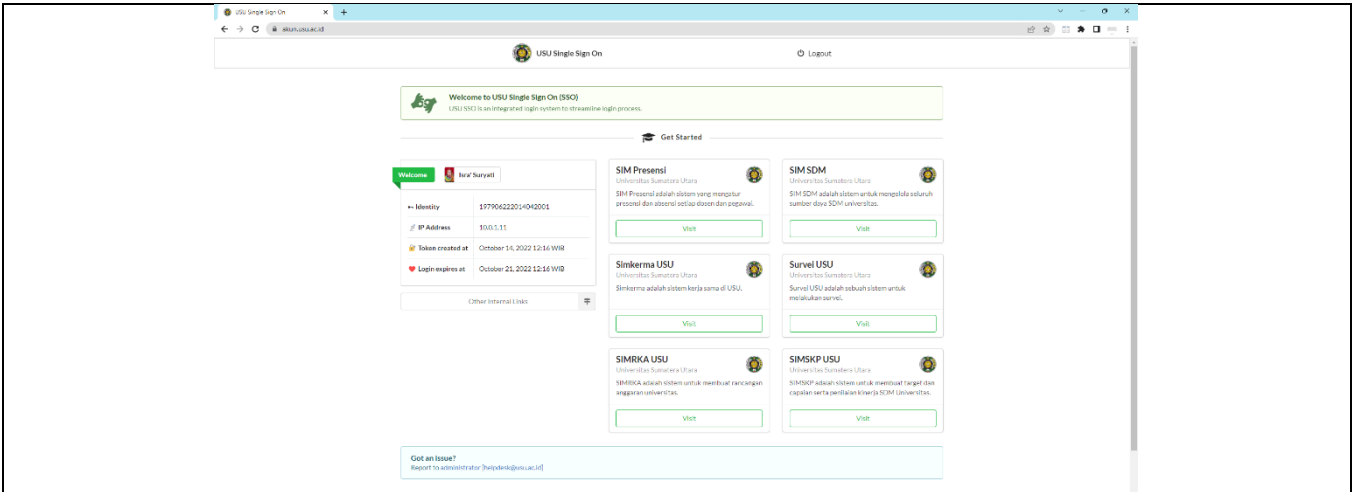 USU Single Sign On
akun.usu.ac.id
USU Single Sign On
Logout
Welcome to USU Single Sign On (SSO)
USU SSO is an integrated login system to streamline login process.
Get Started
Welcome
Isra' Suryati
Identity 197906222014042001
IP Address 10.0.1.11
Token created at October 14, 2022 12:16 WIB
Login expires at October 21, 2022 12:16 WIB
Other Internal Links
SIM Presensi
Universitas Sumatera Utara
SIM Presensi adalah sistem yang mengatur
presensi dan absensi setiap dosen dan pegawai.
Visit
SIM SDM
Universitas Sumatera Utara
SIM SDM adalah sistem untuk mengelola seluruh
sumber daya SDM universitas.
Visit
Simkerma USU
Universitas Sumatera Utara
Simkerma adalah sistem kerja sama di USU.
Visit
Survei USU
Universitas Sumatera Utara
Survei USU adalah sebuah sistem untuk
melakukan survei.
Visit
SIMRKA USU
Universitas Sumatera Utara
SIMRKA adalah sistem untuk membuat rancangan
anggaran universitas.
Visit
SIMSKP USU
Universitas Sumatera Utara
SIMSKP adalah sistem untuk membuat target dan
capaian serta penilaian kinerja SDM Universitas.
Visit
Got an issue?
Report to administrator [helpdesk@usu.ac.id]